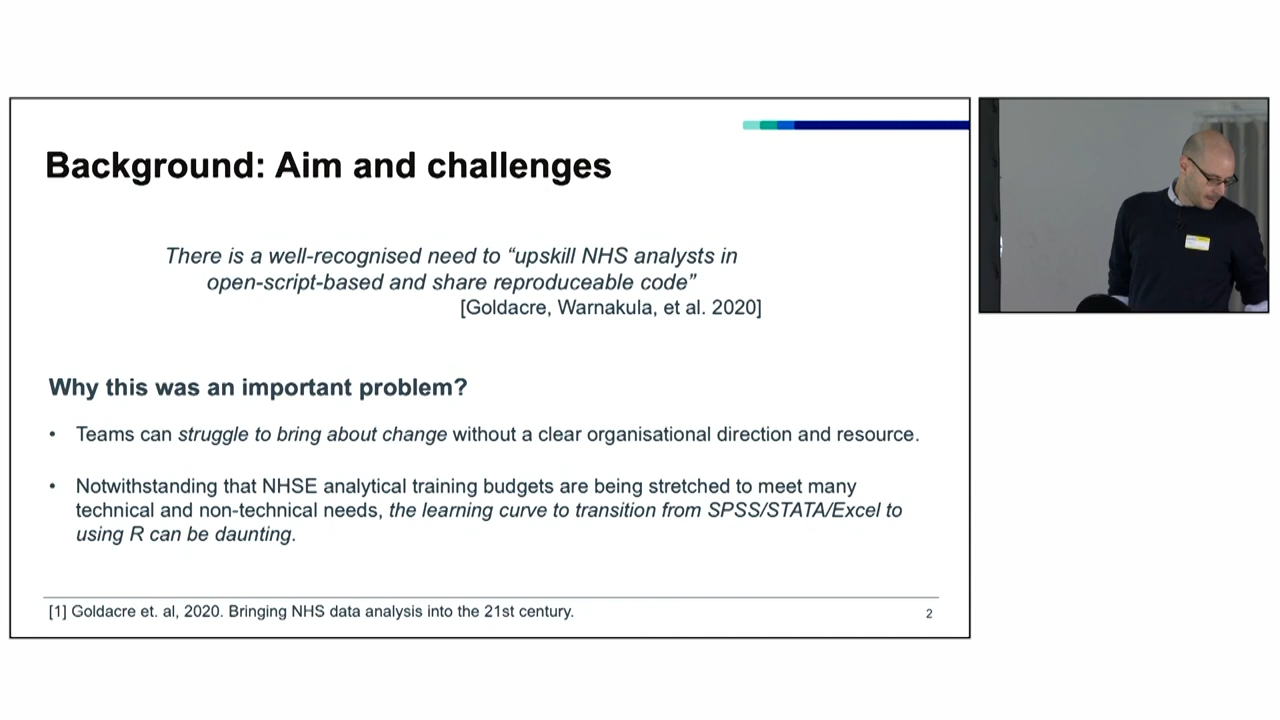 Background: Aim and challenges
There is a well-recognised need to “upskill NHS analysts in
open-script-based and share reproduceable code”
[Goldacre, Warnakula, et al. 2020]
Why this was an important problem?
• Teams can struggle to bring about change without a clear organisational direction and resource.
• Notwithstanding that NHSE analytical training budgets are being stretched to meet many
technical and non-technical needs, the learning curve to transition from SPSS/STATA/Excel to
using R can be daunting.
[1] Goldacre et. al, 2020. Bringing NHS data analysis into the 21st century.
2